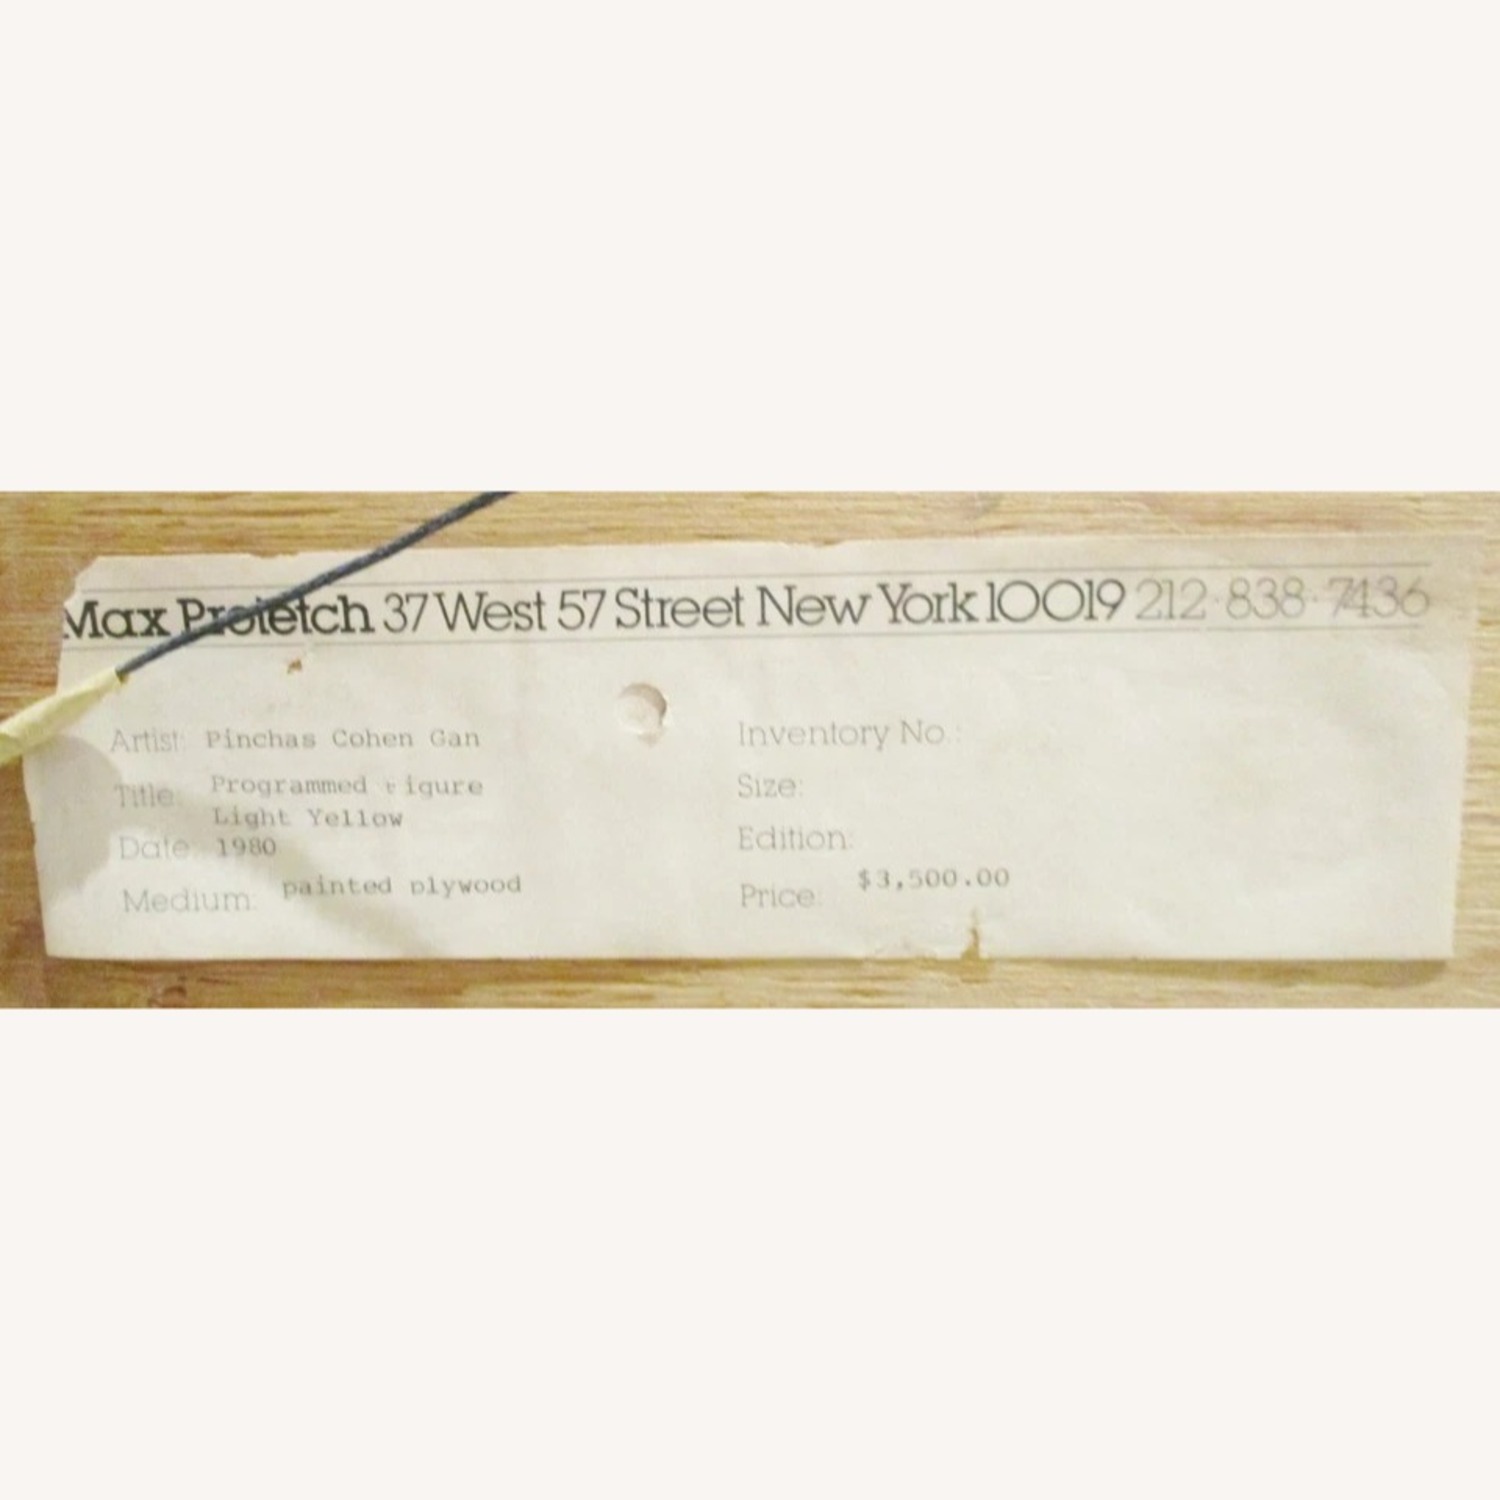 Max Protetch 37 West 57 Street New York 10019 212·838·7436
Artist: Pinchas Cohen Gan
Title: Programmed Figure
Light Yellow
Date: 1980
Medium: painted plywood
Inventory No.:
Size:
Edition:
Price: $3,500.00